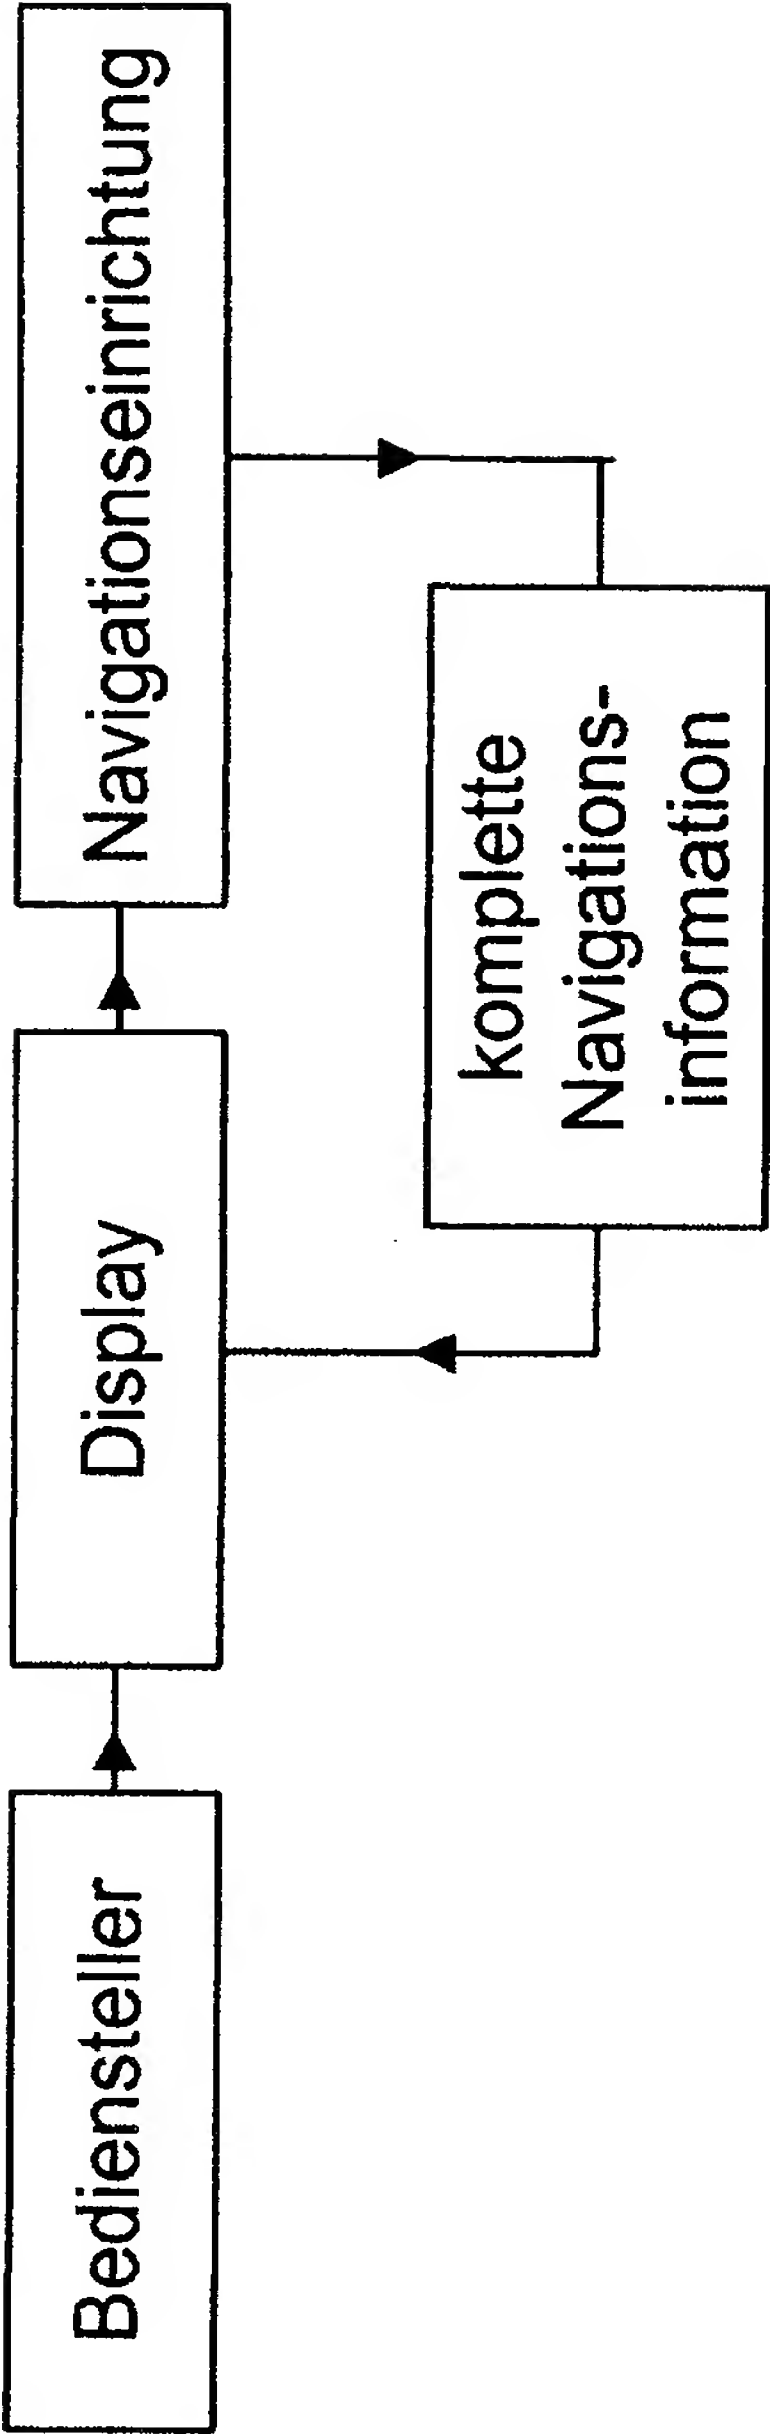 Bediensteller
Display
Navigationseinrichtung
komplette
Navigations-
information